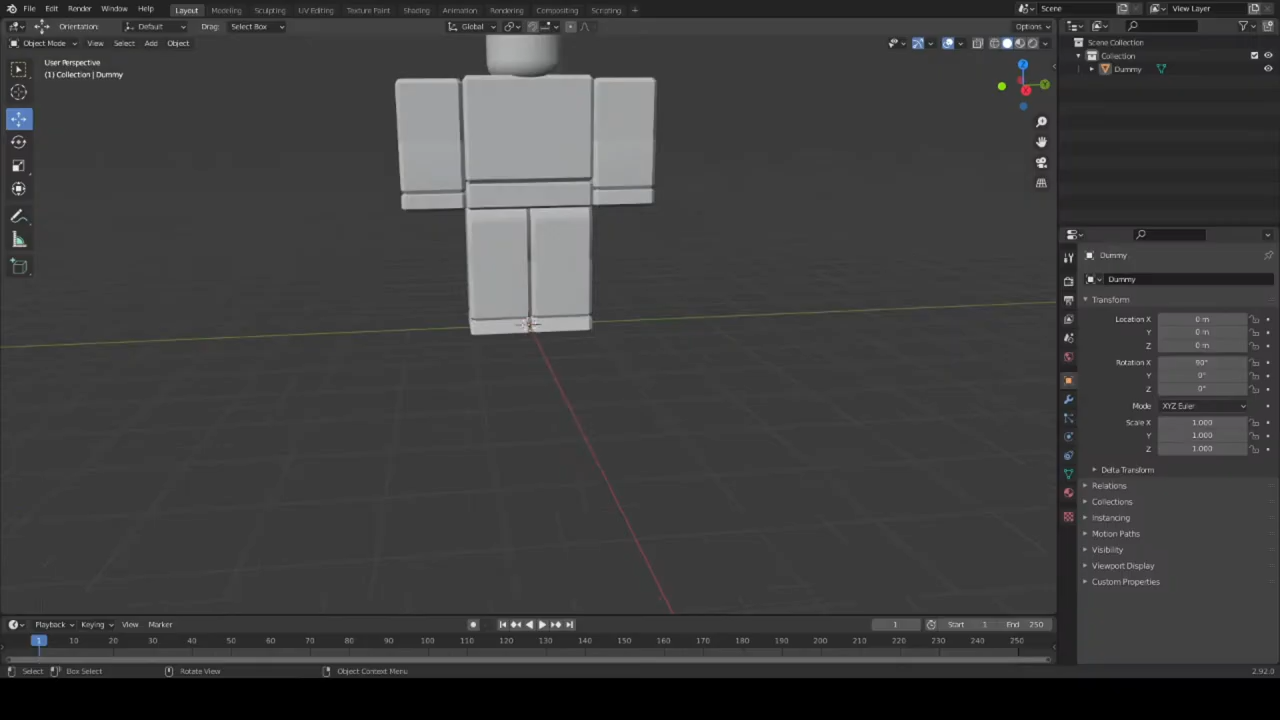 File Edit Render Window Help Layout Modeling Sculpting UV Editing Texture Paint Shading Animation Rendering Compositing Scripting + Scene View Layer
Orientation: Default Drag: Select Box Global Options
Object Mode View Select Add Object
User Perspective
(1) Collection | Dummy
Z
Y
X
Scene Collection
Collection
Dummy
Dummy
Dummy
Transform
Location X 0 m
Y 0 m
Z 0 m
Rotation X 90°
Y 0°
Z 0°
Mode XYZ Euler
Scale X 1.000
Y 1.000
Z 1.000
Delta Transform
Relations
Collections
Instancing
Motion Paths
Visibility
Viewport Display
Custom Properties
Playback Keying View Marker 1 Start 1 End 250
1 10 20 30 40 50 60 70 80 90 100 110 120 130 140 150 160 170 180 190 200 210 220 230 240 250
Select Box Select Rotate View Object Context Menu 2.92.0